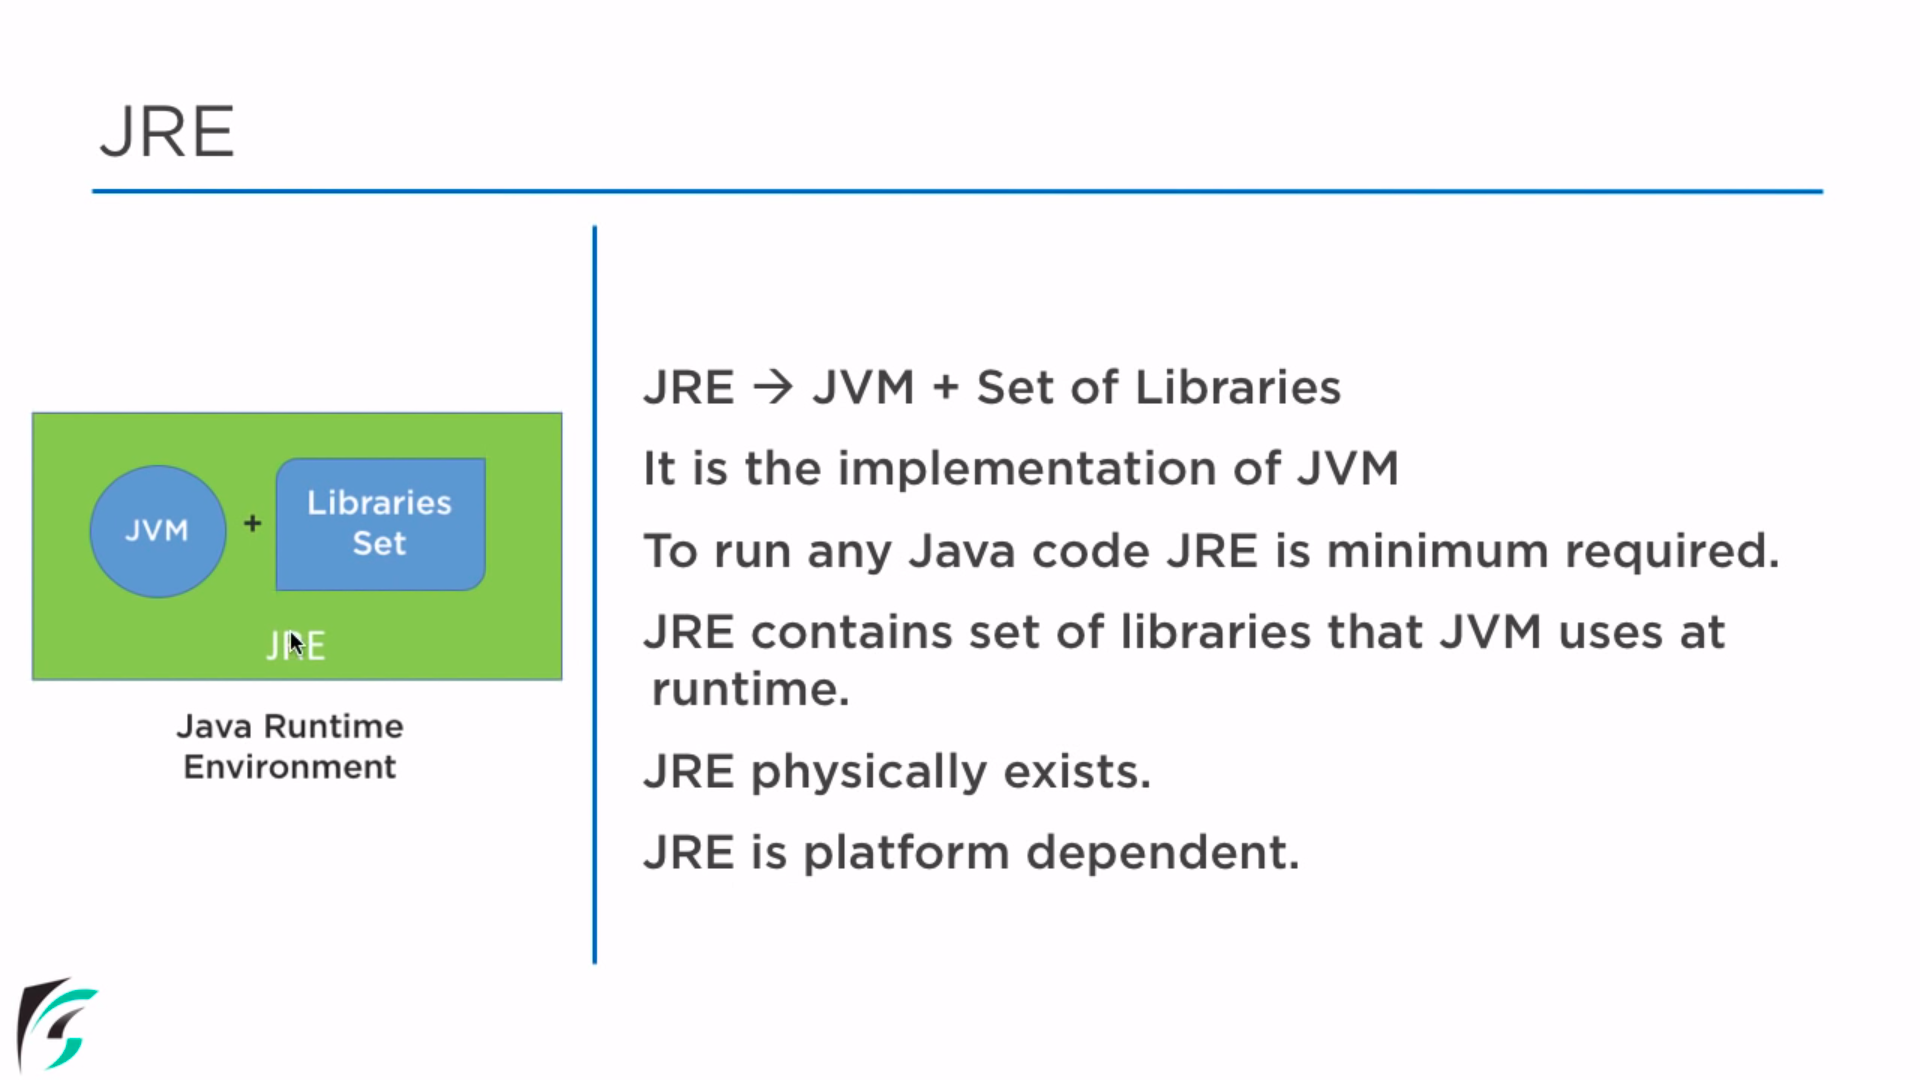 JRE
JVM
+
Libraries
Set
JRE
Java Runtime
Environment
JRE → JVM + Set of Libraries
It is the implementation of JVM
To run any Java code JRE is minimum required.
JRE contains set of libraries that JVM uses at
runtime.
JRE physically exists.
JRE is platform dependent.